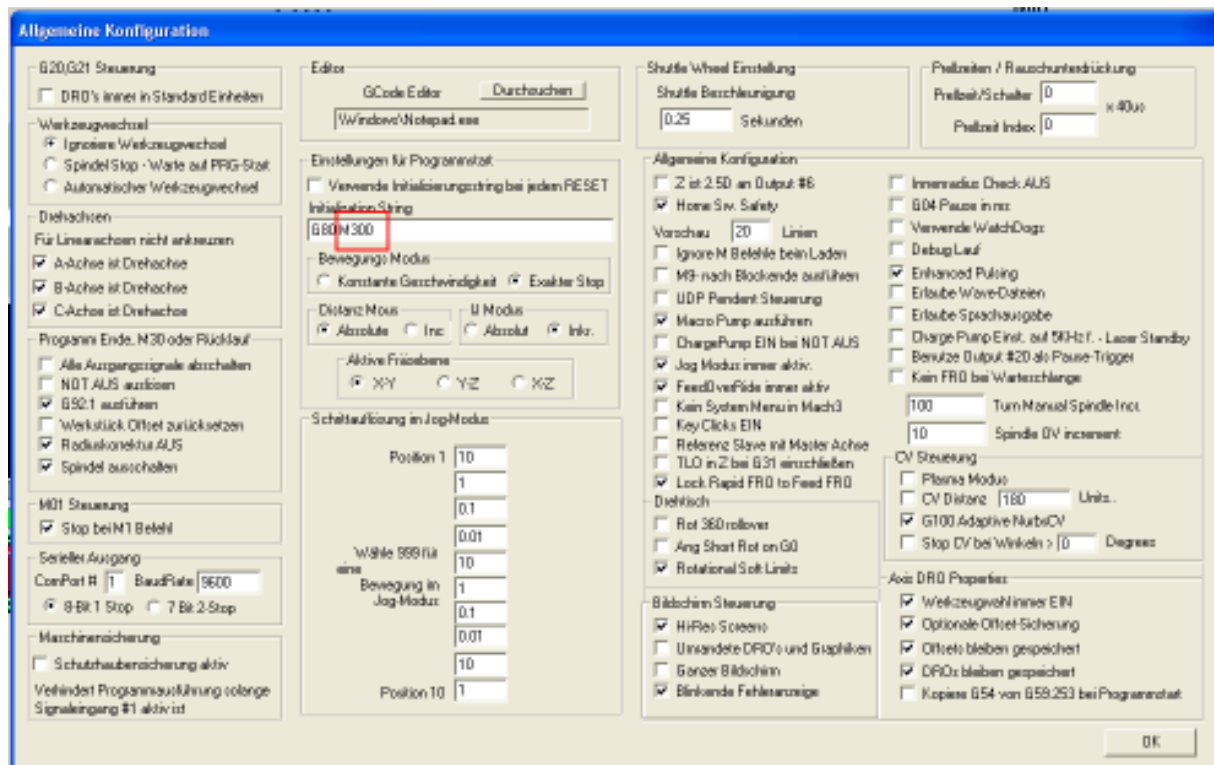 Allgemeine Konfiguration
G20,G21 Steuerung
DRO's immer in Standard Einheiten
Werkzeugwechsel
Ignoriere Werkzeugwechsel
Spindel Stop - Warte auf PRG-Start
Automatischer Werkzeugwechsel
Drehachsen
Für Linearachsen nicht ankreuzen
A-Achse ist Drehachse
B-Achse ist Drehachse
C-Achse ist Drehachse
Programm Ende, M30 oder Rücklauf
Alle Ausgangssignale abschalten
NOT AUS auslösen
G92.1 ausführen
Werkstück Offset zurücksetzen
Radiuskorrektur AUS
Spindel ausschalten
M01 Steuerung
Stop bei M1 Befehl
Serieller Ausgang
ComPort # 1 BaudRate 9600
8-Bit 1 Stop 7 Bit 2-Stop
Maschinensicherung
Schutzhaubensicherung aktiv
Verhindert Programmausführung solange
Signaleingang #1 aktiv ist
Editor
GCode Editor Durchsuchen
\Windows\Notepad.exe
Einstellungen für Programmstart
Verwende Initialisierungsstring bei jedem RESET
Initialization String
G80 M300
Bewegungs Modus
Konstante Geschwindigkeit Exakter Stop
Distanz Mous
Absolute Inc
IJ Modus
Absolut Inkr.
Aktive Fräsebene
X-Y Y-Z X-Z
Schrittauflösung im Jog-Modus
Position 1 10
1
0.1
0.01
10
1
0.1
0.01
10
Position 10 1
Wähle 999 für
eine
Bewegung im
Jog-Modus
Shuttle Wheel Einstellung
Shuttle Beschleunigung
0.25 Sekunden
Prellzeiten / Rauschunterdrückung
Prellzeit/Schalter 0
x 40us
Prellzeit Index 0
Allgemeine Konfiguration
Z ist 2.5D an Output #6
Home Sw. Safety
Vorschau 20 Linien
Ignore M Befehle beim Laden
M9- nach Blockende ausführen
UDP Pendent Steuerung
Macro Pump ausführen
ChargePump EIN bei NOT AUS
Jog Modus immer aktiv.
FeedOverRide immer aktiv
Kein System Menu in Mach3
Key Clicks EIN
Referenz Slave mit Master Achse
TLO in Z bei G31 einschließen
Lock Rapid FRO to Feed FRO
Innenradius Check AUS
G04 Pause in ms
Verwende WatchDogs
Debug Lauf
Enhanced Pulsing
Erlaube Wave-Dateien
Erlaube Sprachausgabe
Charge Pump Einst. auf 5KHz f. - Laser Standby
Benutze Output #20 als Pause-Trigger
Kein FRO bei Warteschlange
100 Turn Manual Spindle Incr.
10 Spindle OV increment
Drehtisch
Rot 360 rollover
Ang Short Rot on G0
Rotational Soft Limits
CV Steuerung
Plasma Modus
CV Distanz 180 Units..
G100 Adaptive NurbsCV
Stop CV bei Winkeln > 0 Degrees
Bildschirm Steuerung
Hi-Res Screens
Umrandete DRO's und Graphiken
Ganzer Bildschirm
Blinkende Fehleranzeige
Axis DRO Properties
Werkzeugwahl immer EIN
Optionale Offset-Sicherung
Offsets bleiben gespeichert
DROs bleiben gespeichert
Kopiere G54 von G59.253 bei Programmstart
OK